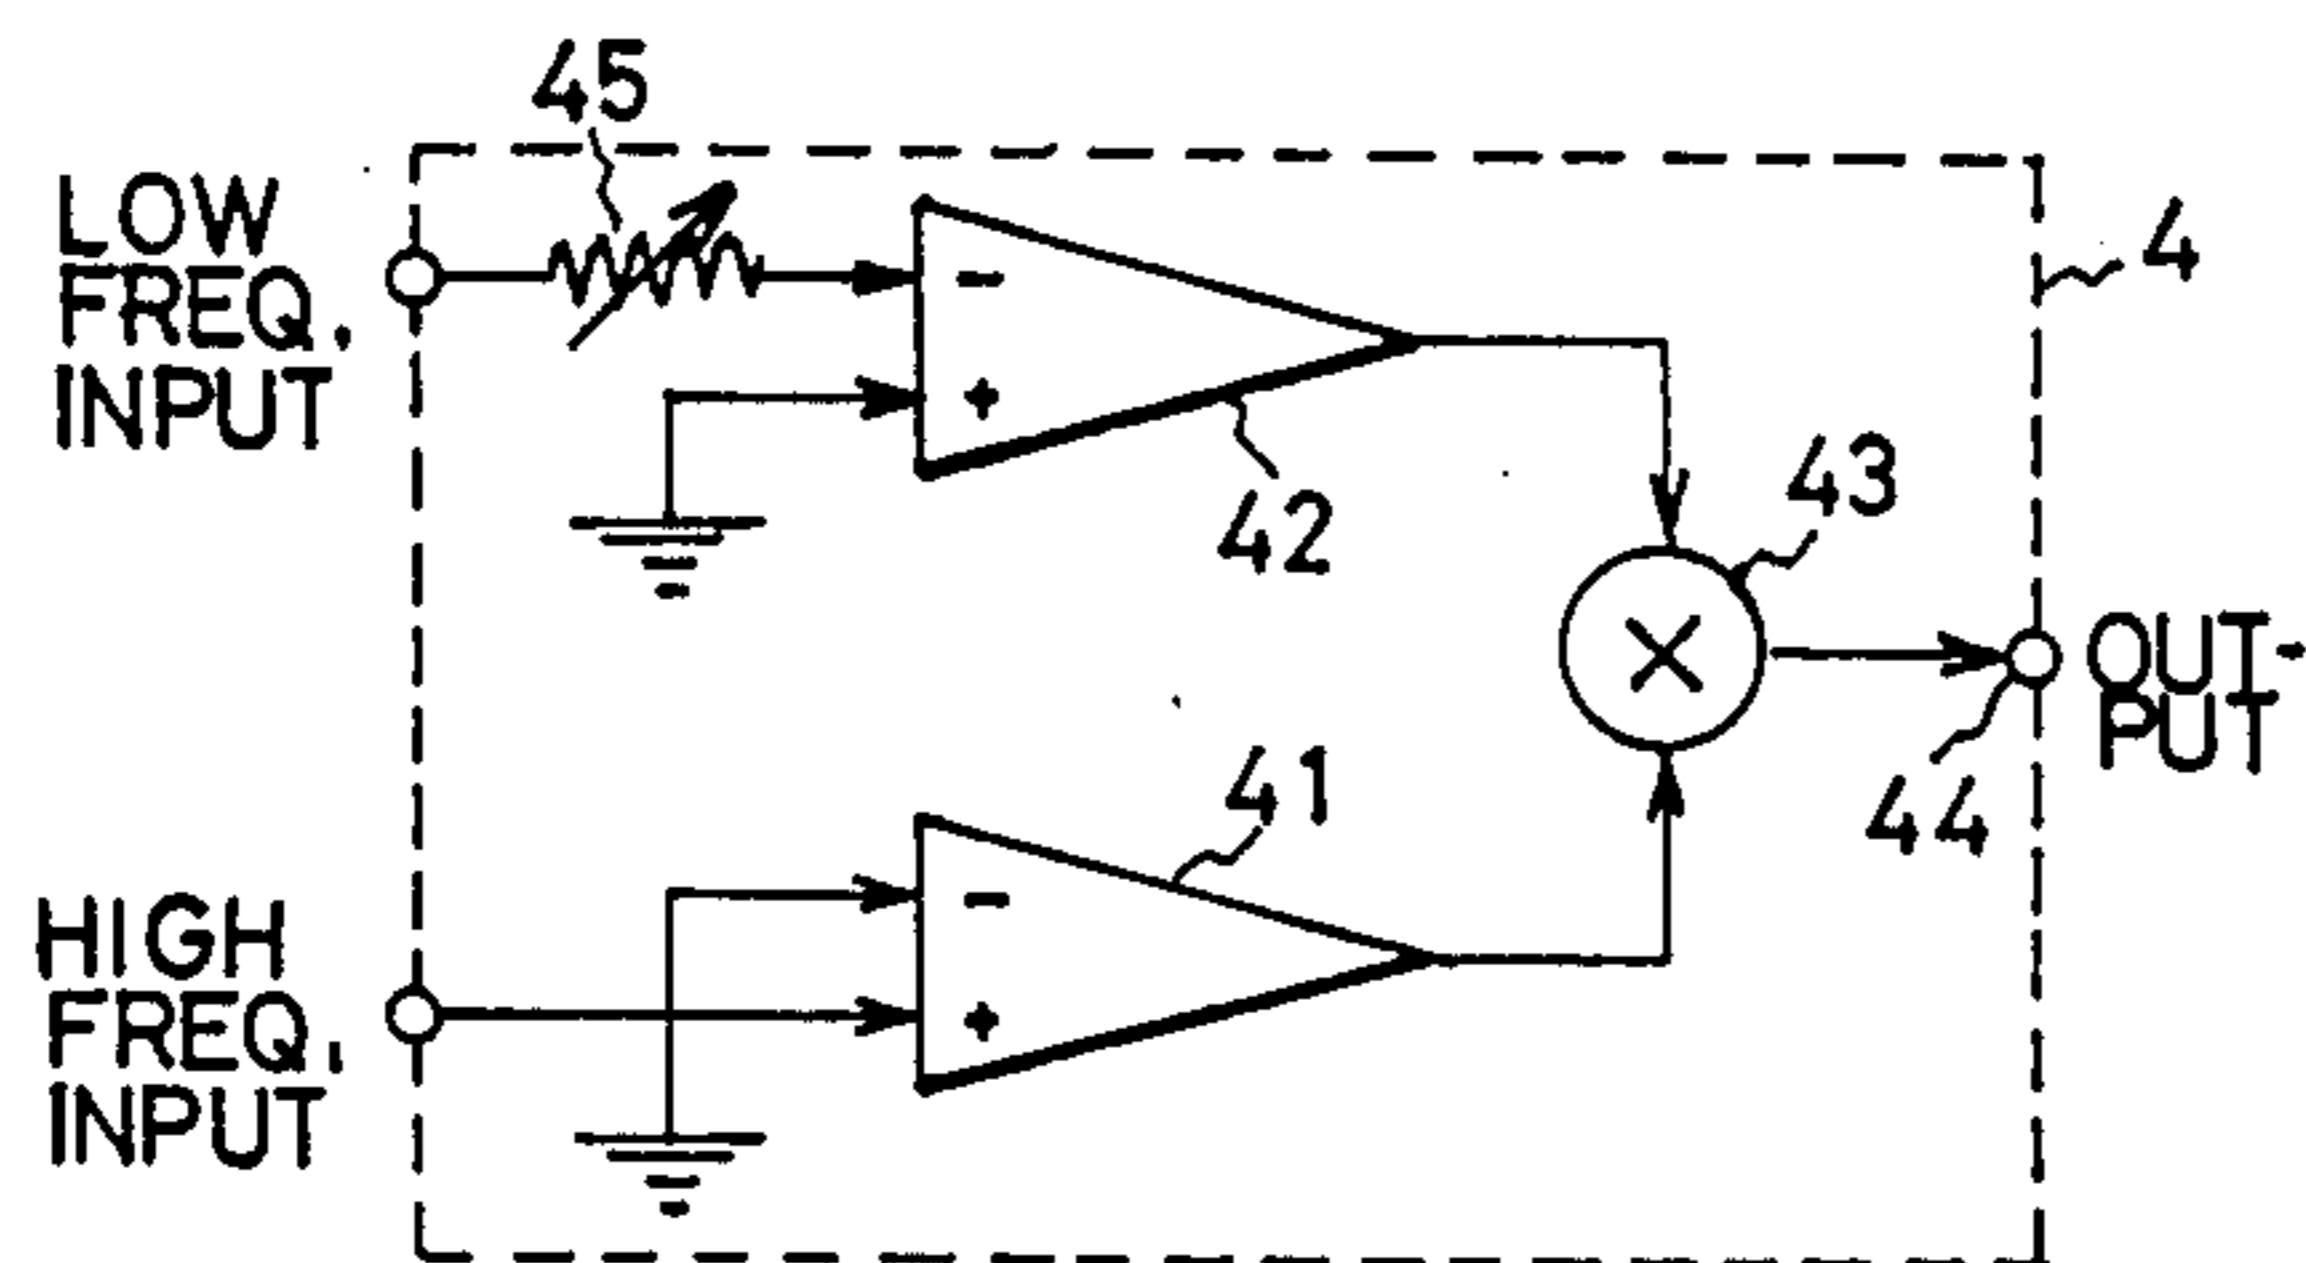 45
LOW
FREQ.
INPUT
-
+
42
4
43
×
OUT-
PUT
44
41
HIGH
FREQ.
INPUT
-
+